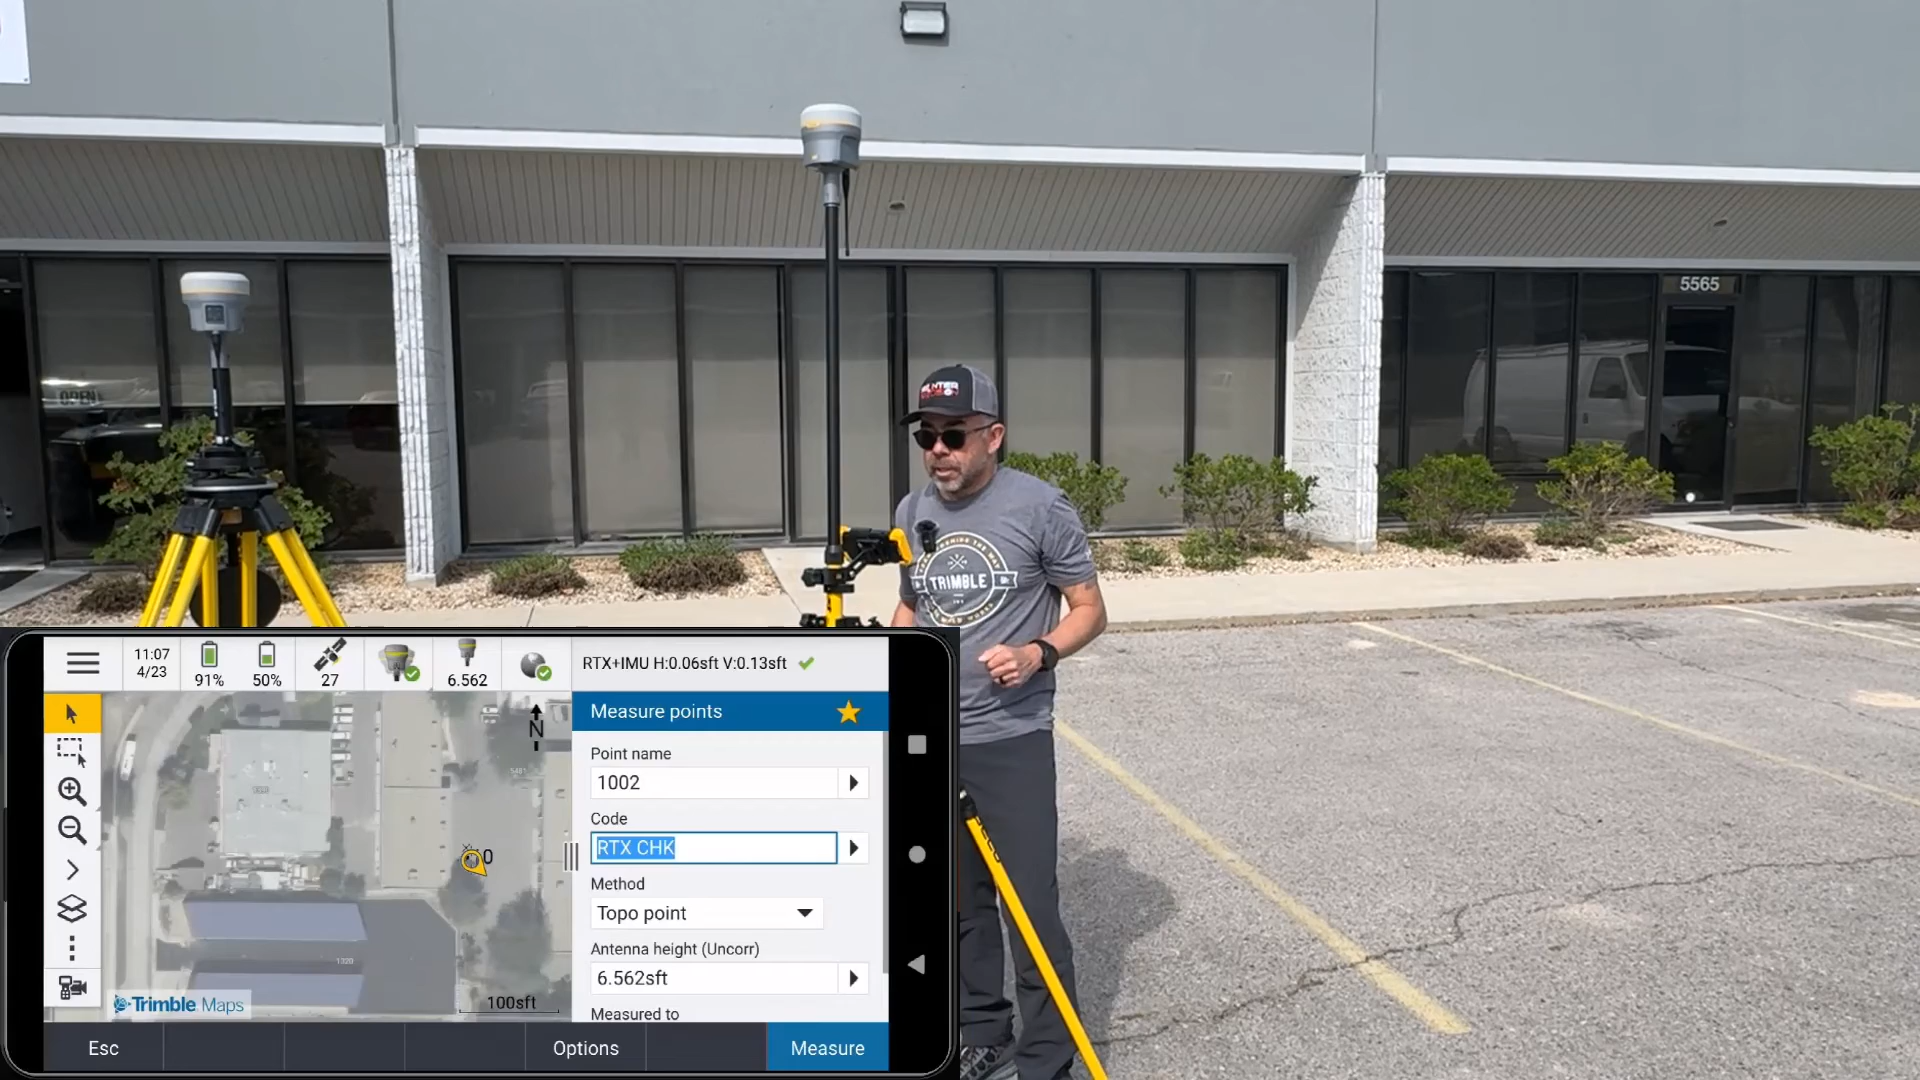 5565
OPEN
TRIMBLE
11:07
4/23
91%
50%
27
6.562
RTX+IMU H:0.06sft V:0.13sft
Measure points
Point name
1002
Code
RTX CHK
Method
Topo point
Antenna height (Uncorr)
6.562sft
Measured to
N
0
1320
100sft
Trimble Maps
Esc
Options
Measure